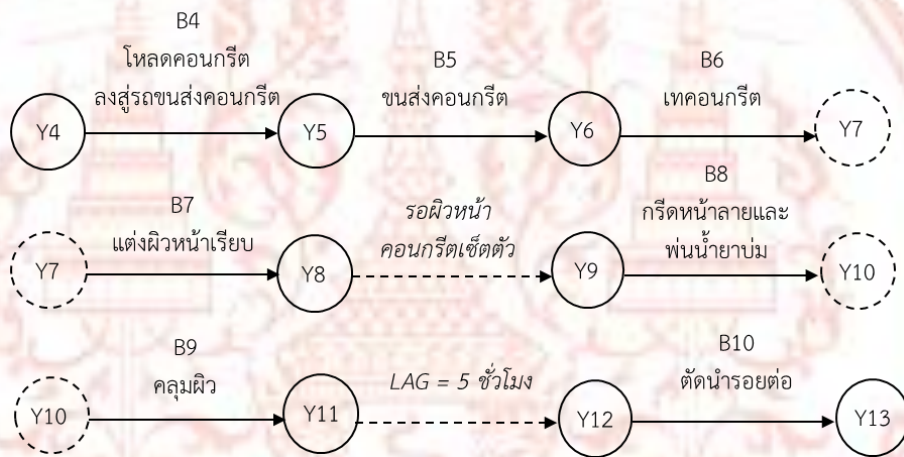 B4
โหลดคอนกรีต
ลงสู่รถขนส่งคอนกรีต
B5
ขนส่งคอนกรีต
B6
เทคอนกรีต
Y4
Y5
Y6
Y7
B7
แต่งผิวหน้าเรียบ
รอผิวหน้า
คอนกรีตเซ็ตตัว
B8
กรีดหน้าลายและ
พ่นน้ำยาบ่ม
Y7
Y8
Y9
Y10
B9
คลุมผิว
LAG = 5 ชั่วโมง
B10
ตัดนำรอยต่อ
Y10
Y11
Y12
Y13